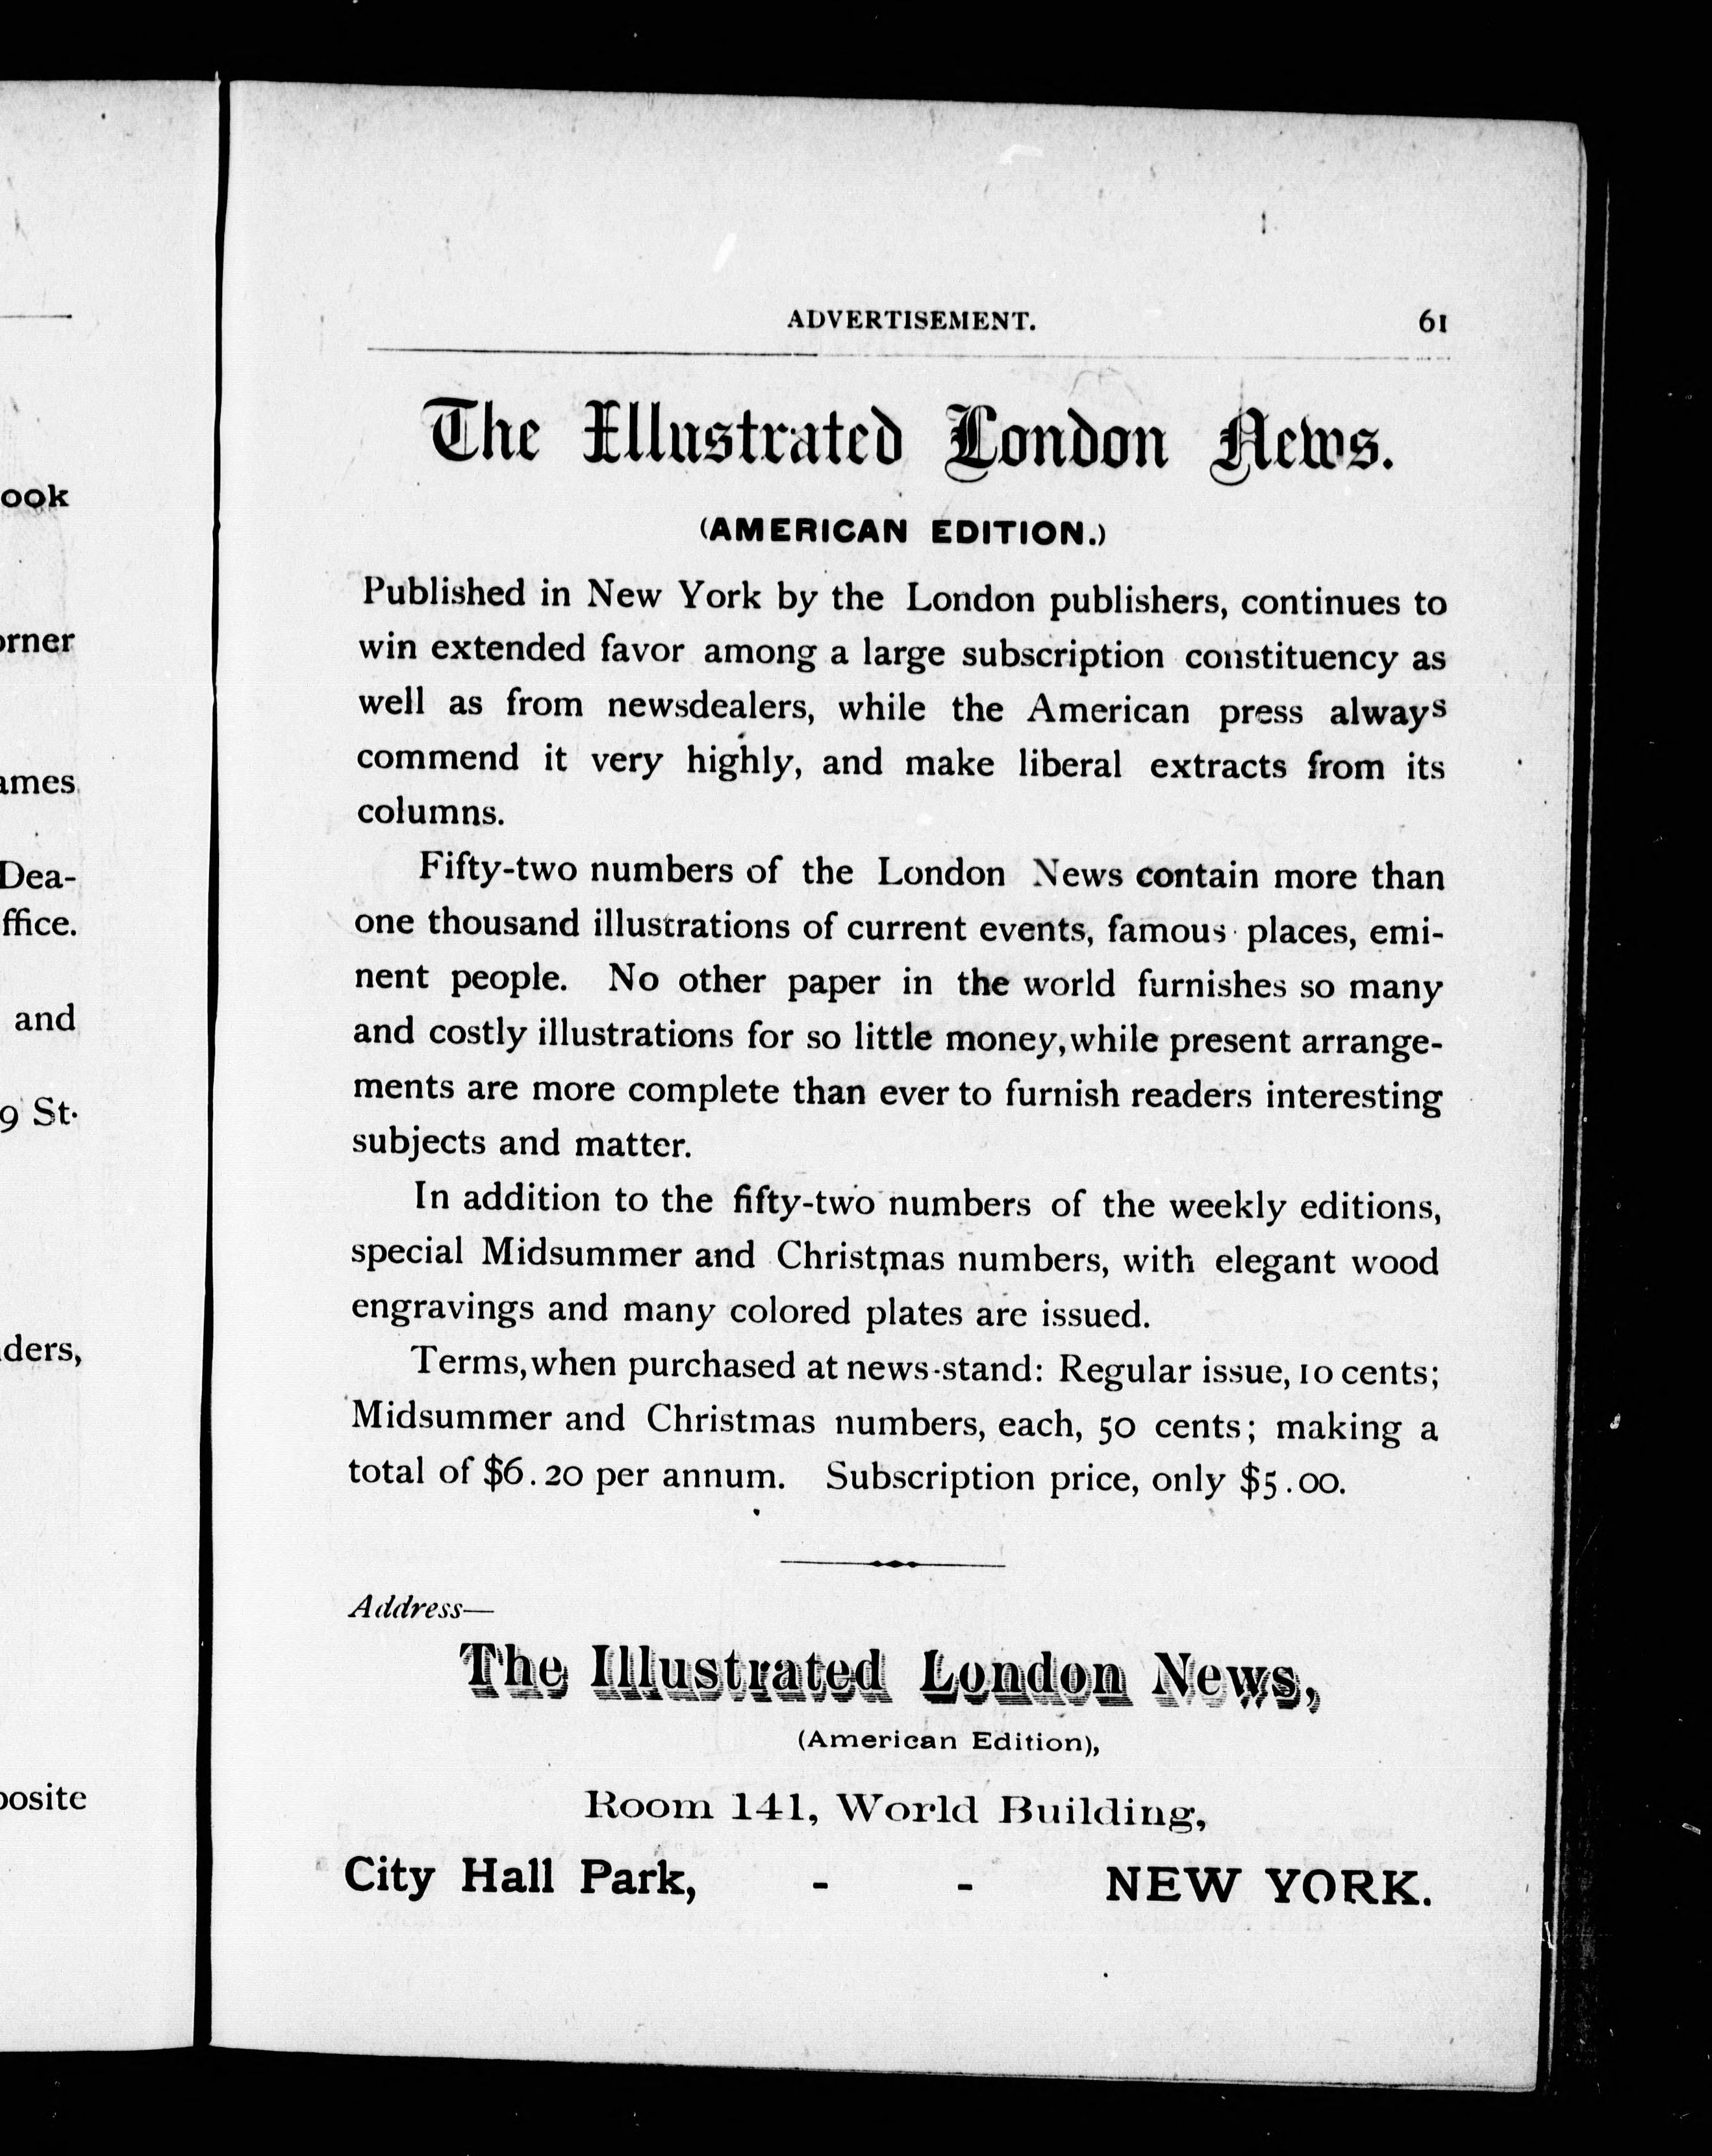 ook
orner
ames
Dea-
ffice.
and
9 St.
ders,
posite
ADVERTISEMENT. 61
The Illustrated London News.
(AMERICAN EDITION.)
Published in New York by the London publishers, continues to
win extended favor among a large subscription constituency as
well as from newsdealers, while the American press always
commend it very highly, and make liberal extracts from its
columns.
Fifty-two numbers of the London News contain more than
one thousand illustrations of current events, famous places, emi-
nent people. No other paper in the world furnishes so many
and costly illustrations for so little money, while present arrange-
ments are more complete than ever to furnish readers interesting
subjects and matter.
In addition to the fifty-two numbers of the weekly editions,
special Midsummer and Christmas numbers, with elegant wood
engravings and many colored plates are issued.
Terms, when purchased at news-stand: Regular issue, 10 cents;
Midsummer and Christmas numbers, each, 50 cents; making a
total of $6.20 per annum. Subscription price, only $5.00.
Address—
The Illustrated London News,
(American Edition),
Room 141, World Building,
City Hall Park, - - NEW YORK.